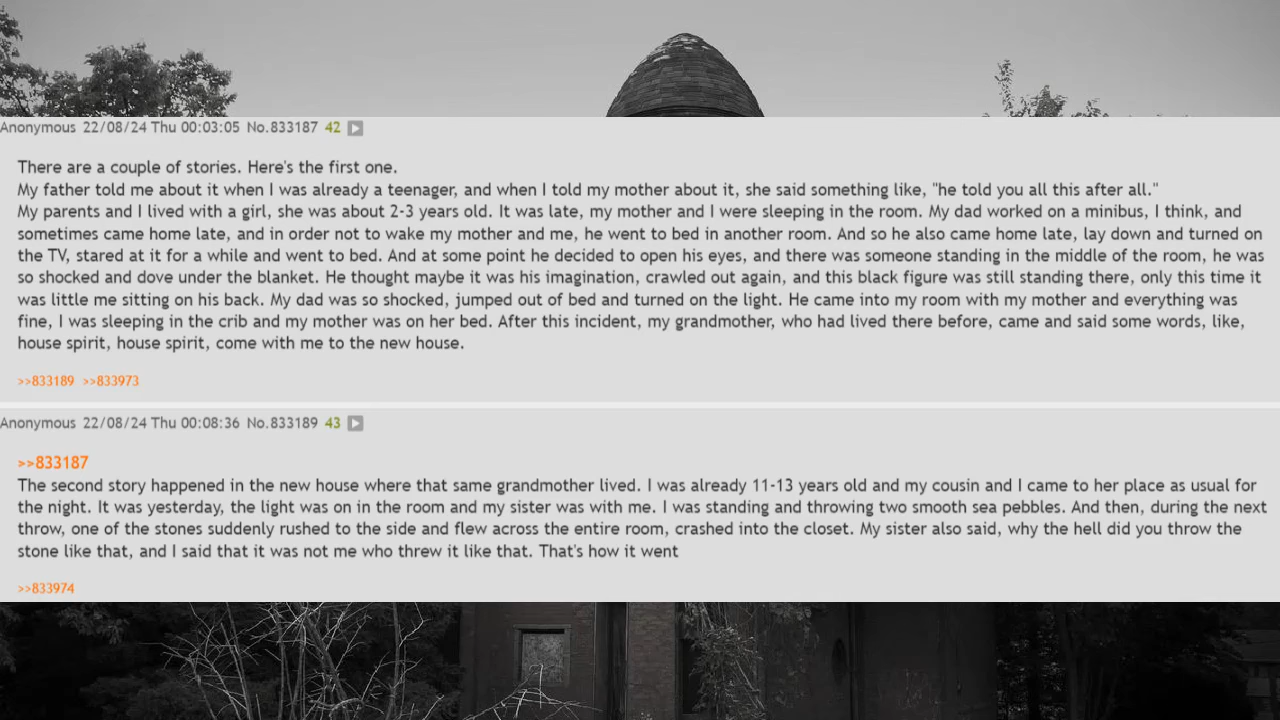 Anonymous 22/08/24 Thu 00:03:05 No.833187 42
There are a couple of stories. Here's the first one.
My father told me about it when I was already a teenager, and when I told my mother about it, she said something like, "he told you all this after all."
My parents and I lived with a girl, she was about 2-3 years old. It was late, my mother and I were sleeping in the room. My dad worked on a minibus, I think, and
sometimes came home late, and in order not to wake my mother and me, he went to bed in another room. And so he also came home late, lay down and turned on
the TV, stared at it for a while and went to bed. And at some point he decided to open his eyes, and there was someone standing in the middle of the room, he was
so shocked and dove under the blanket. He thought maybe it was his imagination, crawled out again, and this black figure was still standing there, only this time it
was little me sitting on his back. My dad was so shocked, jumped out of bed and turned on the light. He came into my room with my mother and everything was
fine, I was sleeping in the crib and my mother was on her bed. After this incident, my grandmother, who had lived there before, came and said some words, like,
house spirit, house spirit, come with me to the new house.
>>833189 >>833973
Anonymous 22/08/24 Thu 00:08:36 No.833189 43
>>833187
The second story happened in the new house where that same grandmother lived. I was already 11-13 years old and my cousin and I came to her place as usual for
the night. It was yesterday, the light was on in the room and my sister was with me. I was standing and throwing two smooth sea pebbles. And then, during the next
throw, one of the stones suddenly rushed to the side and flew across the entire room, crashed into the closet. My sister also said, why the hell did you throw the
stone like that, and I said that it was not me who threw it like that. That's how it went
>>833974